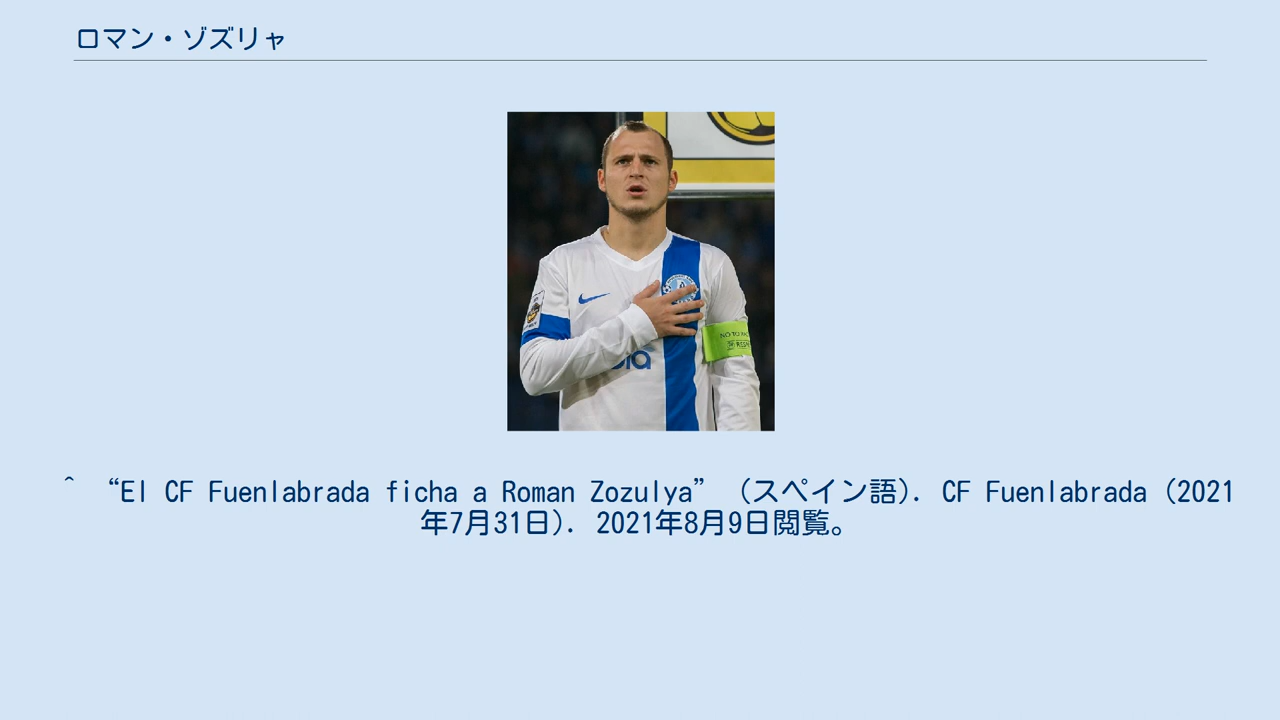 ロマン・ゾズリャ
NO TO
^ “El CF Fuenlabrada ficha a Roman Zozulya” (スペイン語). CF Fuenlabrada (2021
年7月31日). 2021年8月9日閲覧。